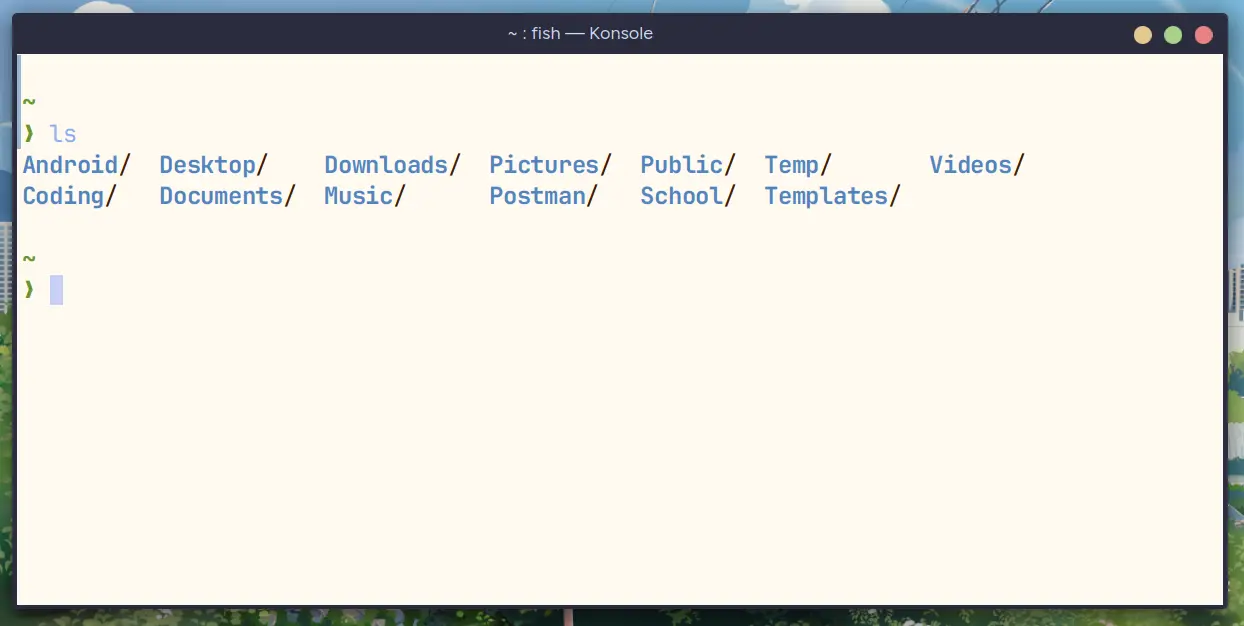 ~ : fish — Konsole
~
❯ ls
Android/  Desktop/    Downloads/  Pictures/  Public/  Temp/       Videos/
Coding/   Documents/  Music/      Postman/   School/  Templates/
~
❯